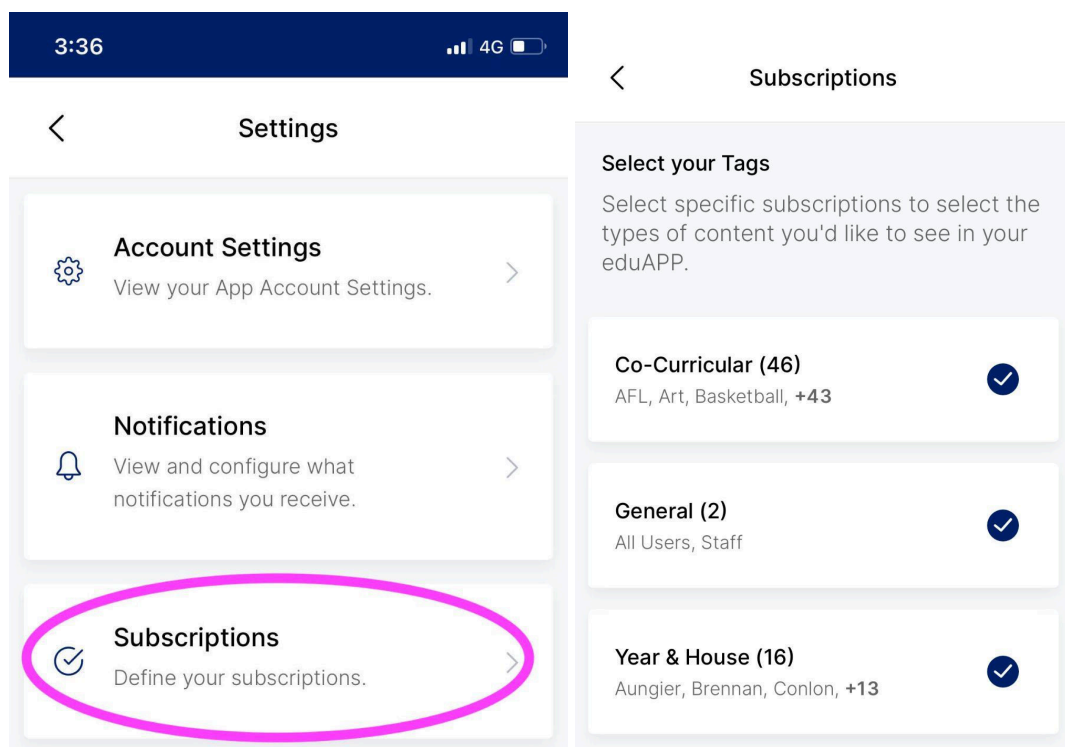 3:36
4G
Settings
Account Settings
View your App Account Settings.
Notifications
View and configure what
notifications you receive.
Subscriptions
Define your subscriptions.
Subscriptions
Select your Tags
Select specific subscriptions to select the
types of content you'd like to see in your
eduAPP.
Co-Curricular (46)
AFL, Art, Basketball, +43
General (2)
All Users, Staff
Year & House (16)
Aungier, Brennan, Conlon, +13